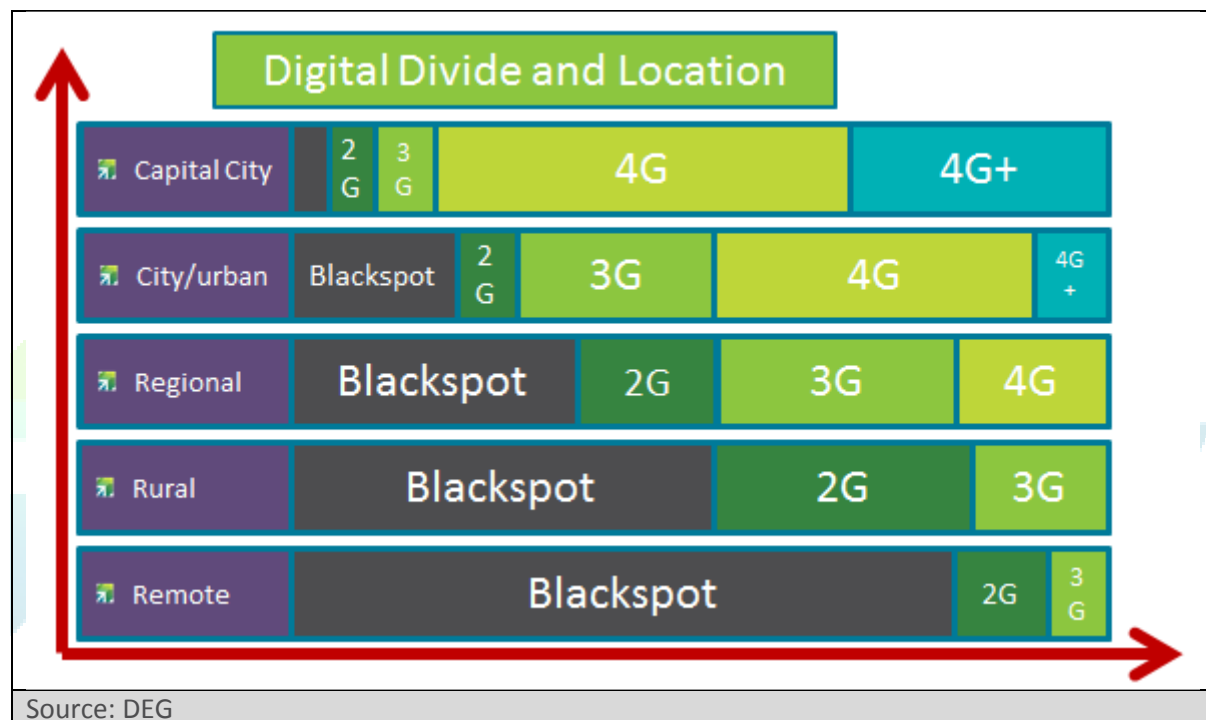 Digital Divide and Location
Capital City
2
G
3
G
4G
4G+
City/urban
Blackspot
2
G
3G
4G
4G
+
Regional
Blackspot
2G
3G
4G
Rural
Blackspot
2G
3G
Remote
Blackspot
2G
3
G
Source: DEG